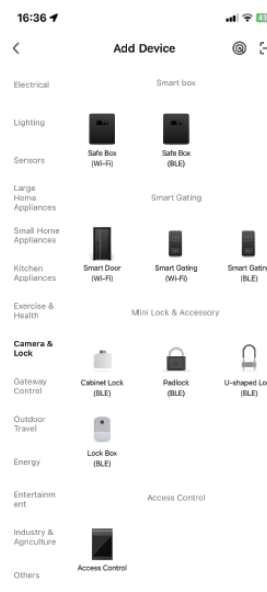 16:36
41
Add Device
Electrical
Lighting
Sensors
Large
Home
Appliances
Small Home
Appliances
Kitchen
Appliances
Exercise &
Health
Camera &
Lock
Gateway
Control
Outdoor
Travel
Energy
Entertainm
ent
Industry &
Agriculture
Others
Smart box
Safe Box
(Wi-Fi)
Safe Box
(BLE)
Smart Gating
Smart Door
(Wi-Fi)
Smart Gating
(Wi-Fi)
Smart Gating
(BLE)
MIni Lock & Accessory
Cabinet Lock
(BLE)
Padlock
(BLE)
U-shaped Lo
(BLE)
Lock Box
(BLE)
Access Control
Access Control